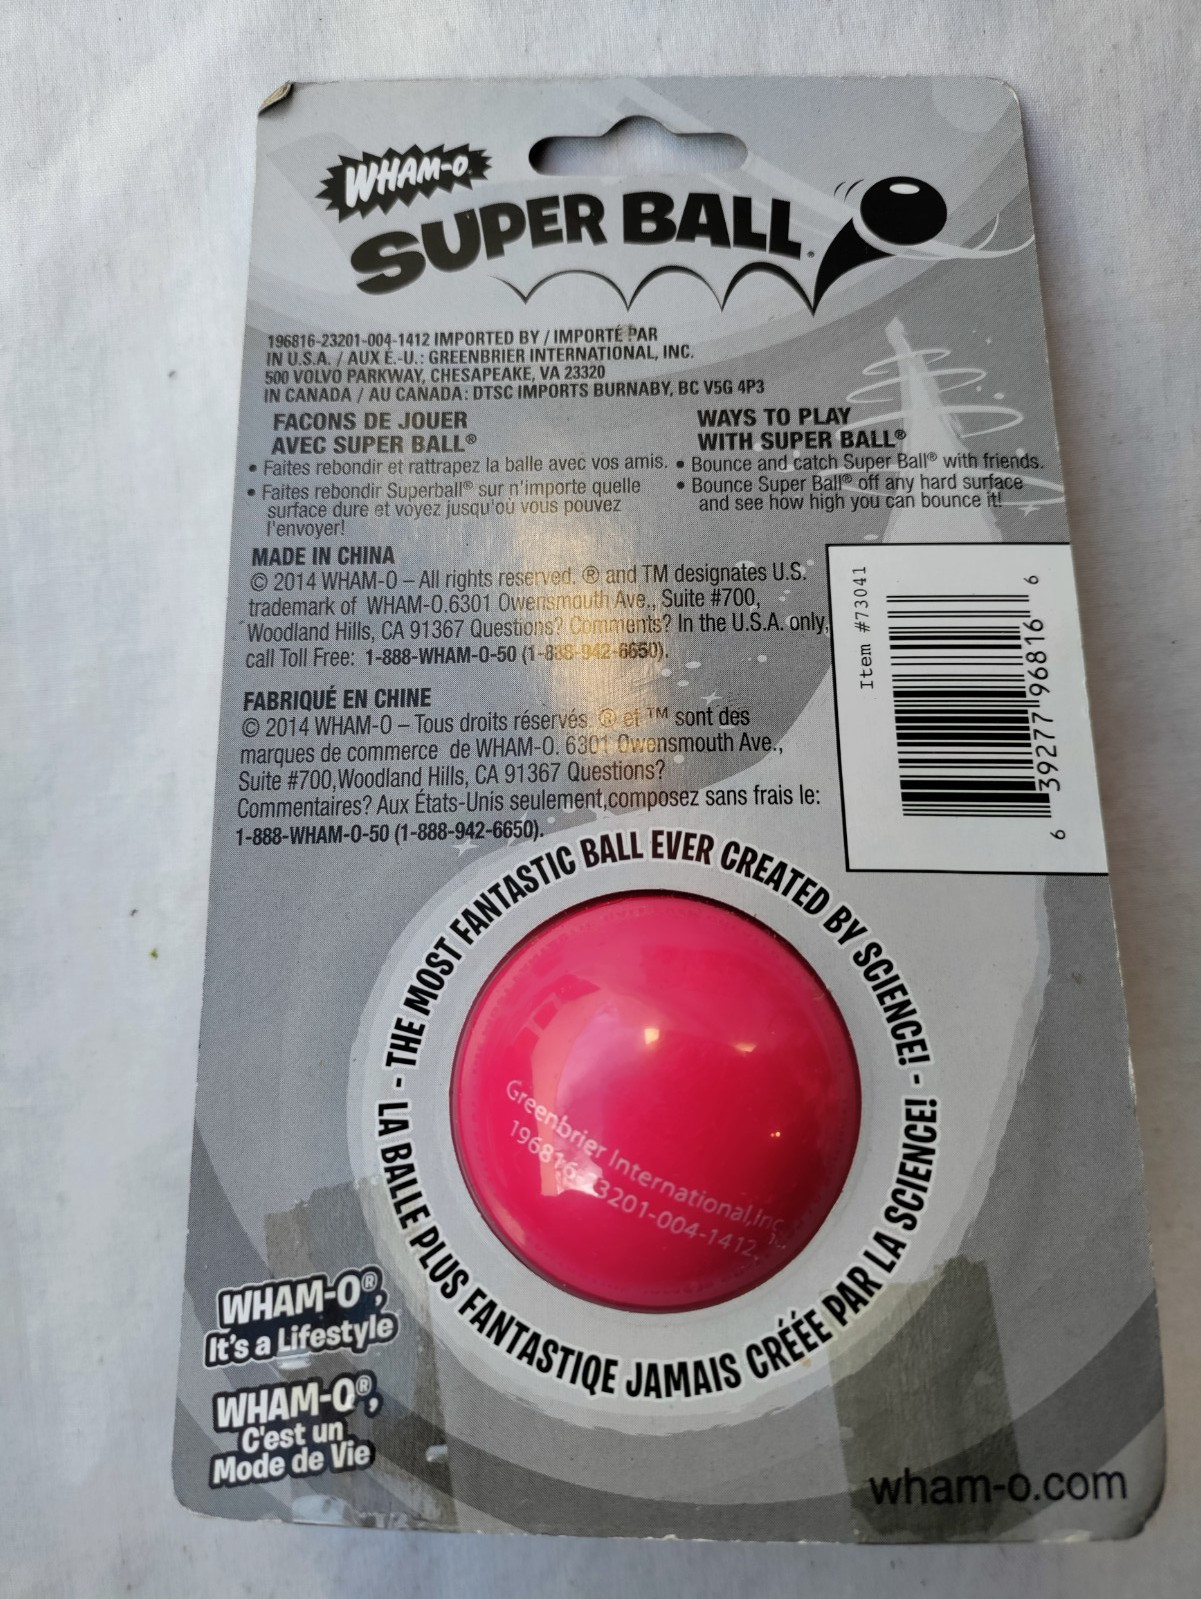 WHAM-O
SUPER BALL®
196816-23201-004-1412 IMPORTED BY / IMPORTÉ PAR
IN U.S.A. / AUX É.-U.: GREENBRIER INTERNATIONAL, INC.
500 VOLVO PARKWAY, CHESAPEAKE, VA 23320
IN CANADA / AU CANADA: DTSC IMPORTS BURNABY, BC V5G 4P3
FACONS DE JOUER
AVEC SUPER BALL®
• Faites rebondir et rattrapez la balle avec vos amis.
• Faites rebondir Superball® sur n'importe quelle
surface dure et voyez jusqu'où vous pouvez
l'envoyer!
WAYS TO PLAY
WITH SUPER BALL®
• Bounce and catch Super Ball® with friends.
• Bounce Super Ball® off any hard surface
and see how high you can bounce it!
MADE IN CHINA
© 2014 WHAM-O – All rights reserved. ® and TM designates U.S.
trademark of WHAM-O.6301 Owensmouth Ave., Suite #700,
Woodland Hills, CA 91367 Questions? Comments? In the U.S.A. only,
call Toll Free: 1-888-WHAM-O-50 (1-888-942-6650).
FABRIQUÉ EN CHINE
© 2014 WHAM-O – Tous droits réservés ® et ™ sont des
marques de commerce de WHAM-O. 6301 Owensmouth Ave.,
Suite #700,Woodland Hills, CA 91367 Questions?
Commentaires? Aux États-Unis seulement,composez sans frais le:
1-888-WHAM-O-50 (1-888-942-6650).
Item #73041
6 39277 96816 6
- THE MOST FANTASTIC BALL EVER CREATED BY SCIENCE! -
LA BALLE PLUS FANTASTIQE JAMAIS CRÉÉE PAR LA SCIENCE!
Greenbrier International,Inc.
196816-23201-004-1412
WHAM-O®,
It's a Lifestyle
WHAM-O®,
C'est un
Mode de Vie
wham-o.com